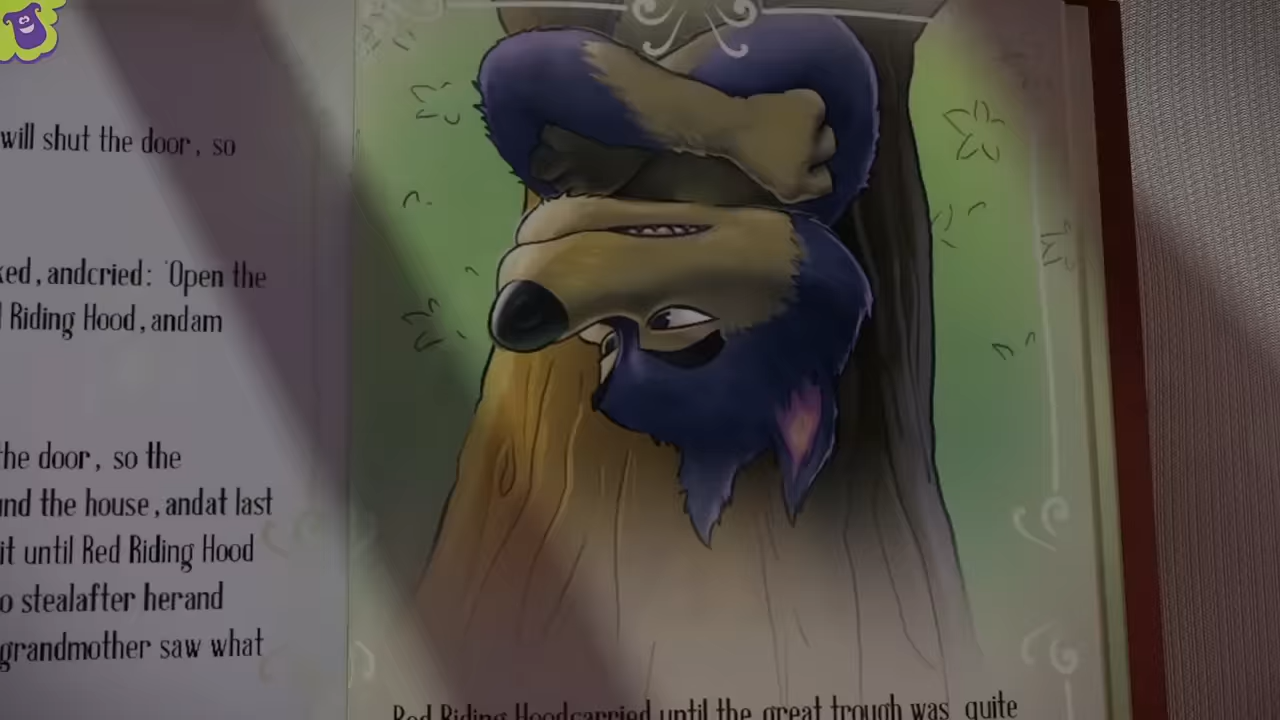 will shut the door, so
ked, andcried: 'Open the
Riding Hood, andam
the door, so the
and the house, andat last
it until Red Riding Hood
o stealafter herand
grandmother saw what
Red Riding Hoodcarried until the great trough was quite